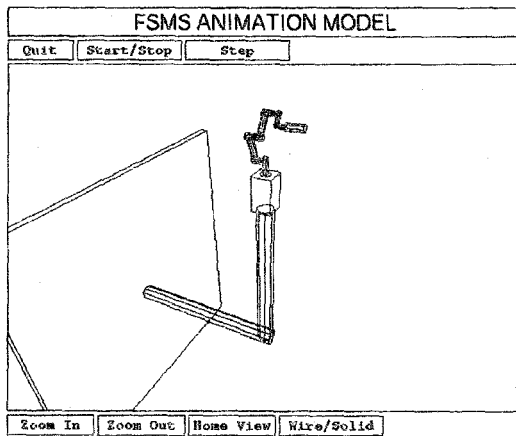 FSMS ANIMATION MODEL
Quit Start/Stop Step
Zoom In Zoom Out Home View Wire/Solid